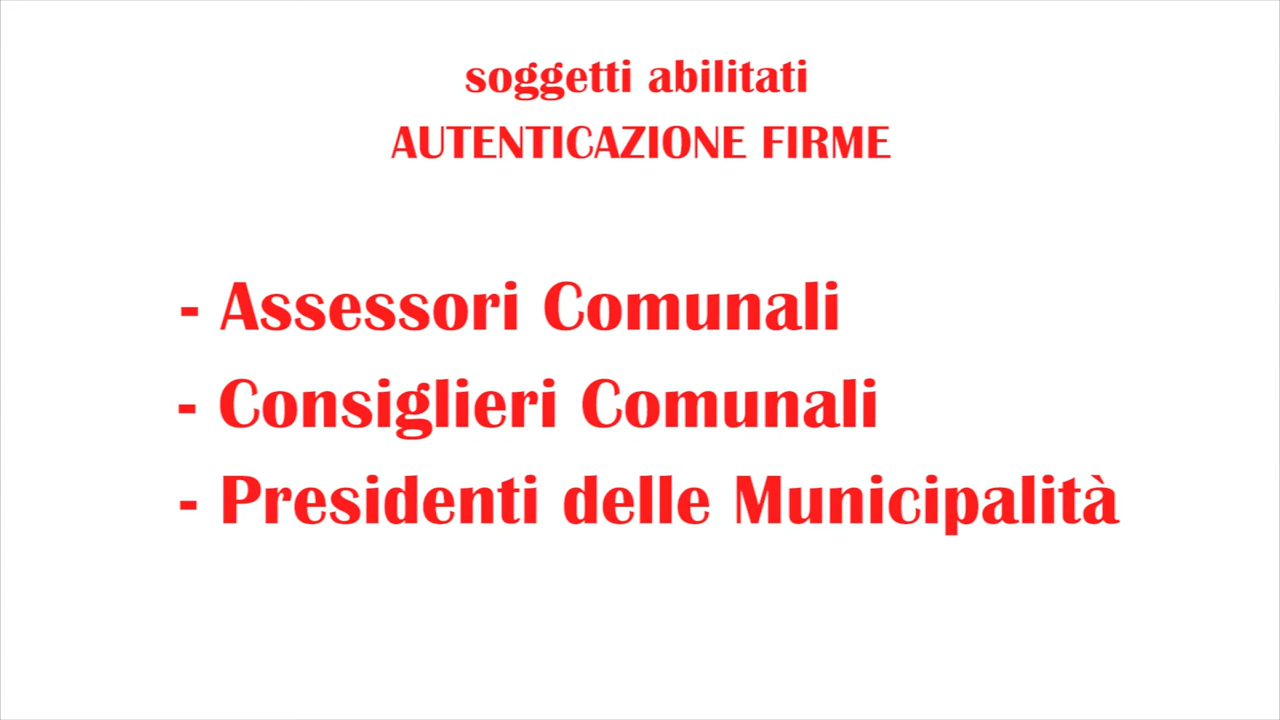 soggetti abilitati
AUTENTICAZIONE FIRME
- Assessori Comunali
- Consiglieri Comunali
- Presidenti delle Municipalità